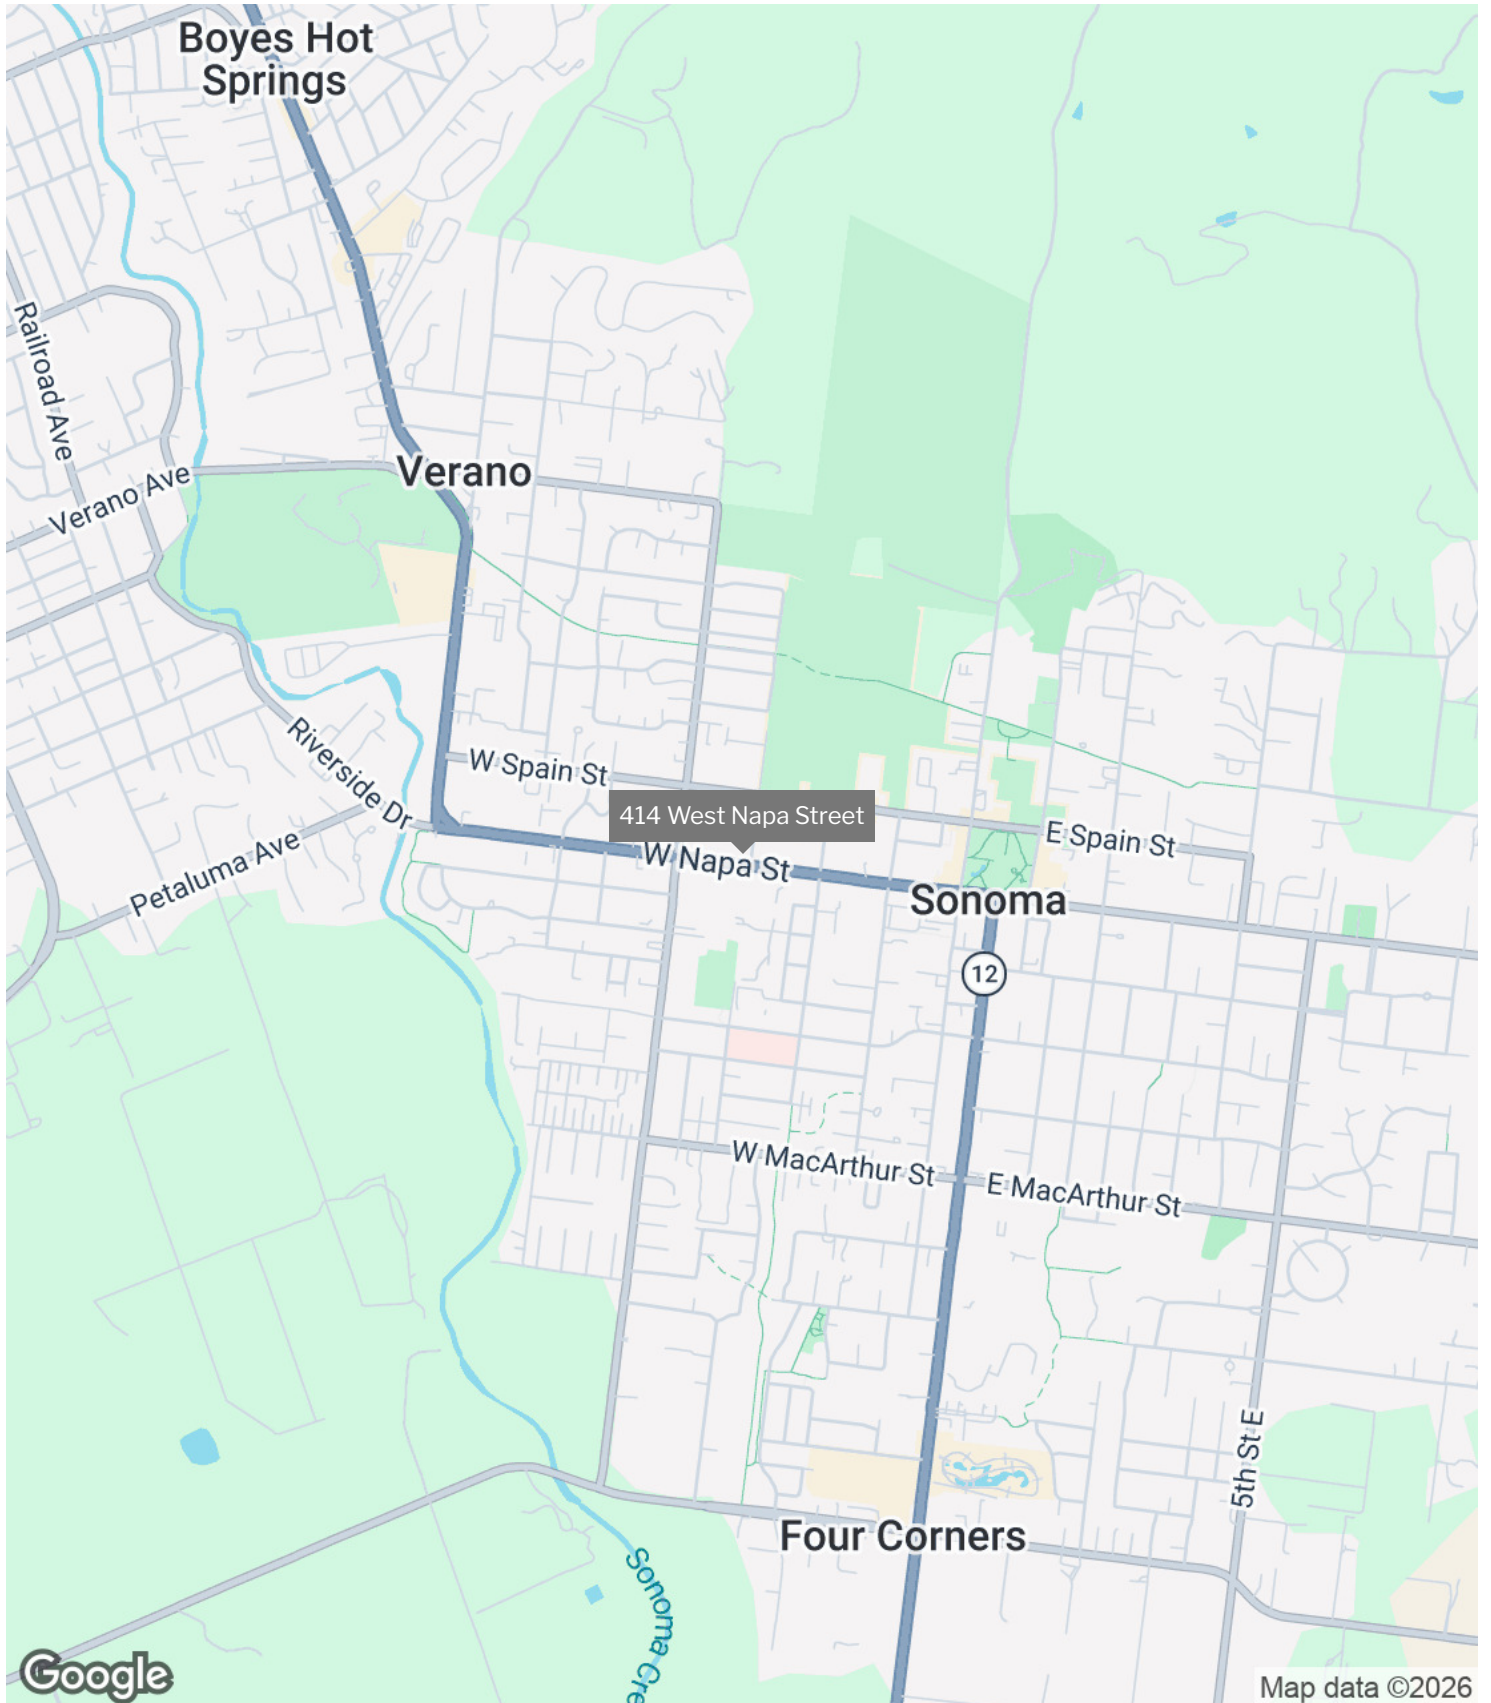 Boyes Hot
Springs
Railroad Ave
Verano
Verano Ave
W Spain St
Riverside Dr
414 West Napa Street
E Spain St
W Napa St
Petaluma Ave
Sonoma
12
W MacArthur St
E MacArthur St
5th St E
Four Corners
Sonoma Cre
Google
Map data ©2026